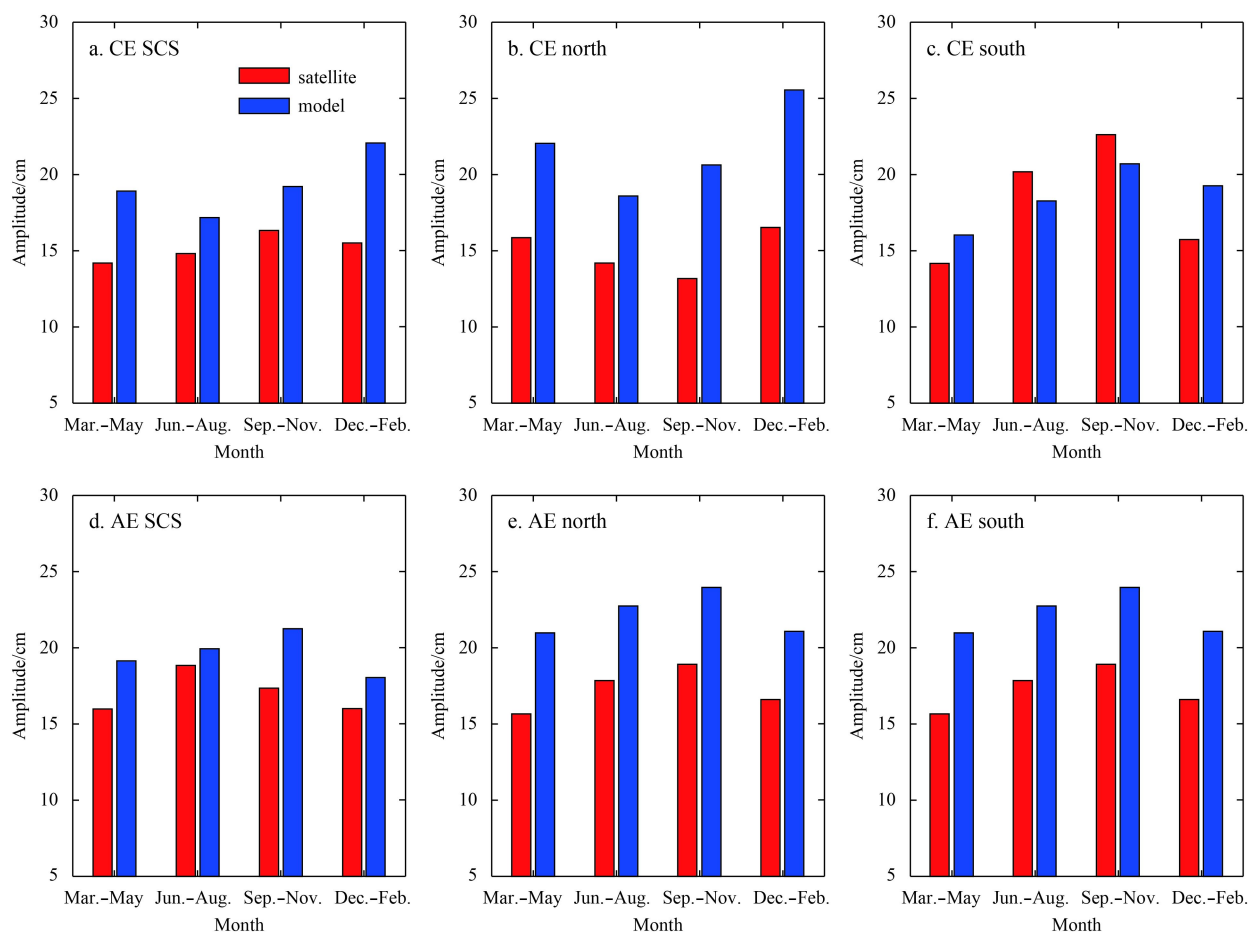 30
25
20
15
10
5
Amplitude/cm
a. CE SCS
satellite
model
Mar.–May Jun.–Aug. Sep.–Nov. Dec.–Feb.
Month
30
25
20
15
10
5
Amplitude/cm
b. CE north
Mar.–May Jun.–Aug. Sep.–Nov. Dec.–Feb.
Month
30
25
20
15
10
5
Amplitude/cm
c. CE south
Mar.–May Jun.–Aug. Sep.–Nov. Dec.–Feb.
Month
30
25
20
15
10
5
Amplitude/cm
d. AE SCS
Mar.–May Jun.–Aug. Sep.–Nov. Dec.–Feb.
Month
30
25
20
15
10
5
Amplitude/cm
e. AE north
Mar.–May Jun.–Aug. Sep.–Nov. Dec.–Feb.
Month
30
25
20
15
10
5
Amplitude/cm
f. AE south
Mar.–May Jun.–Aug. Sep.–Nov. Dec.–Feb.
Month